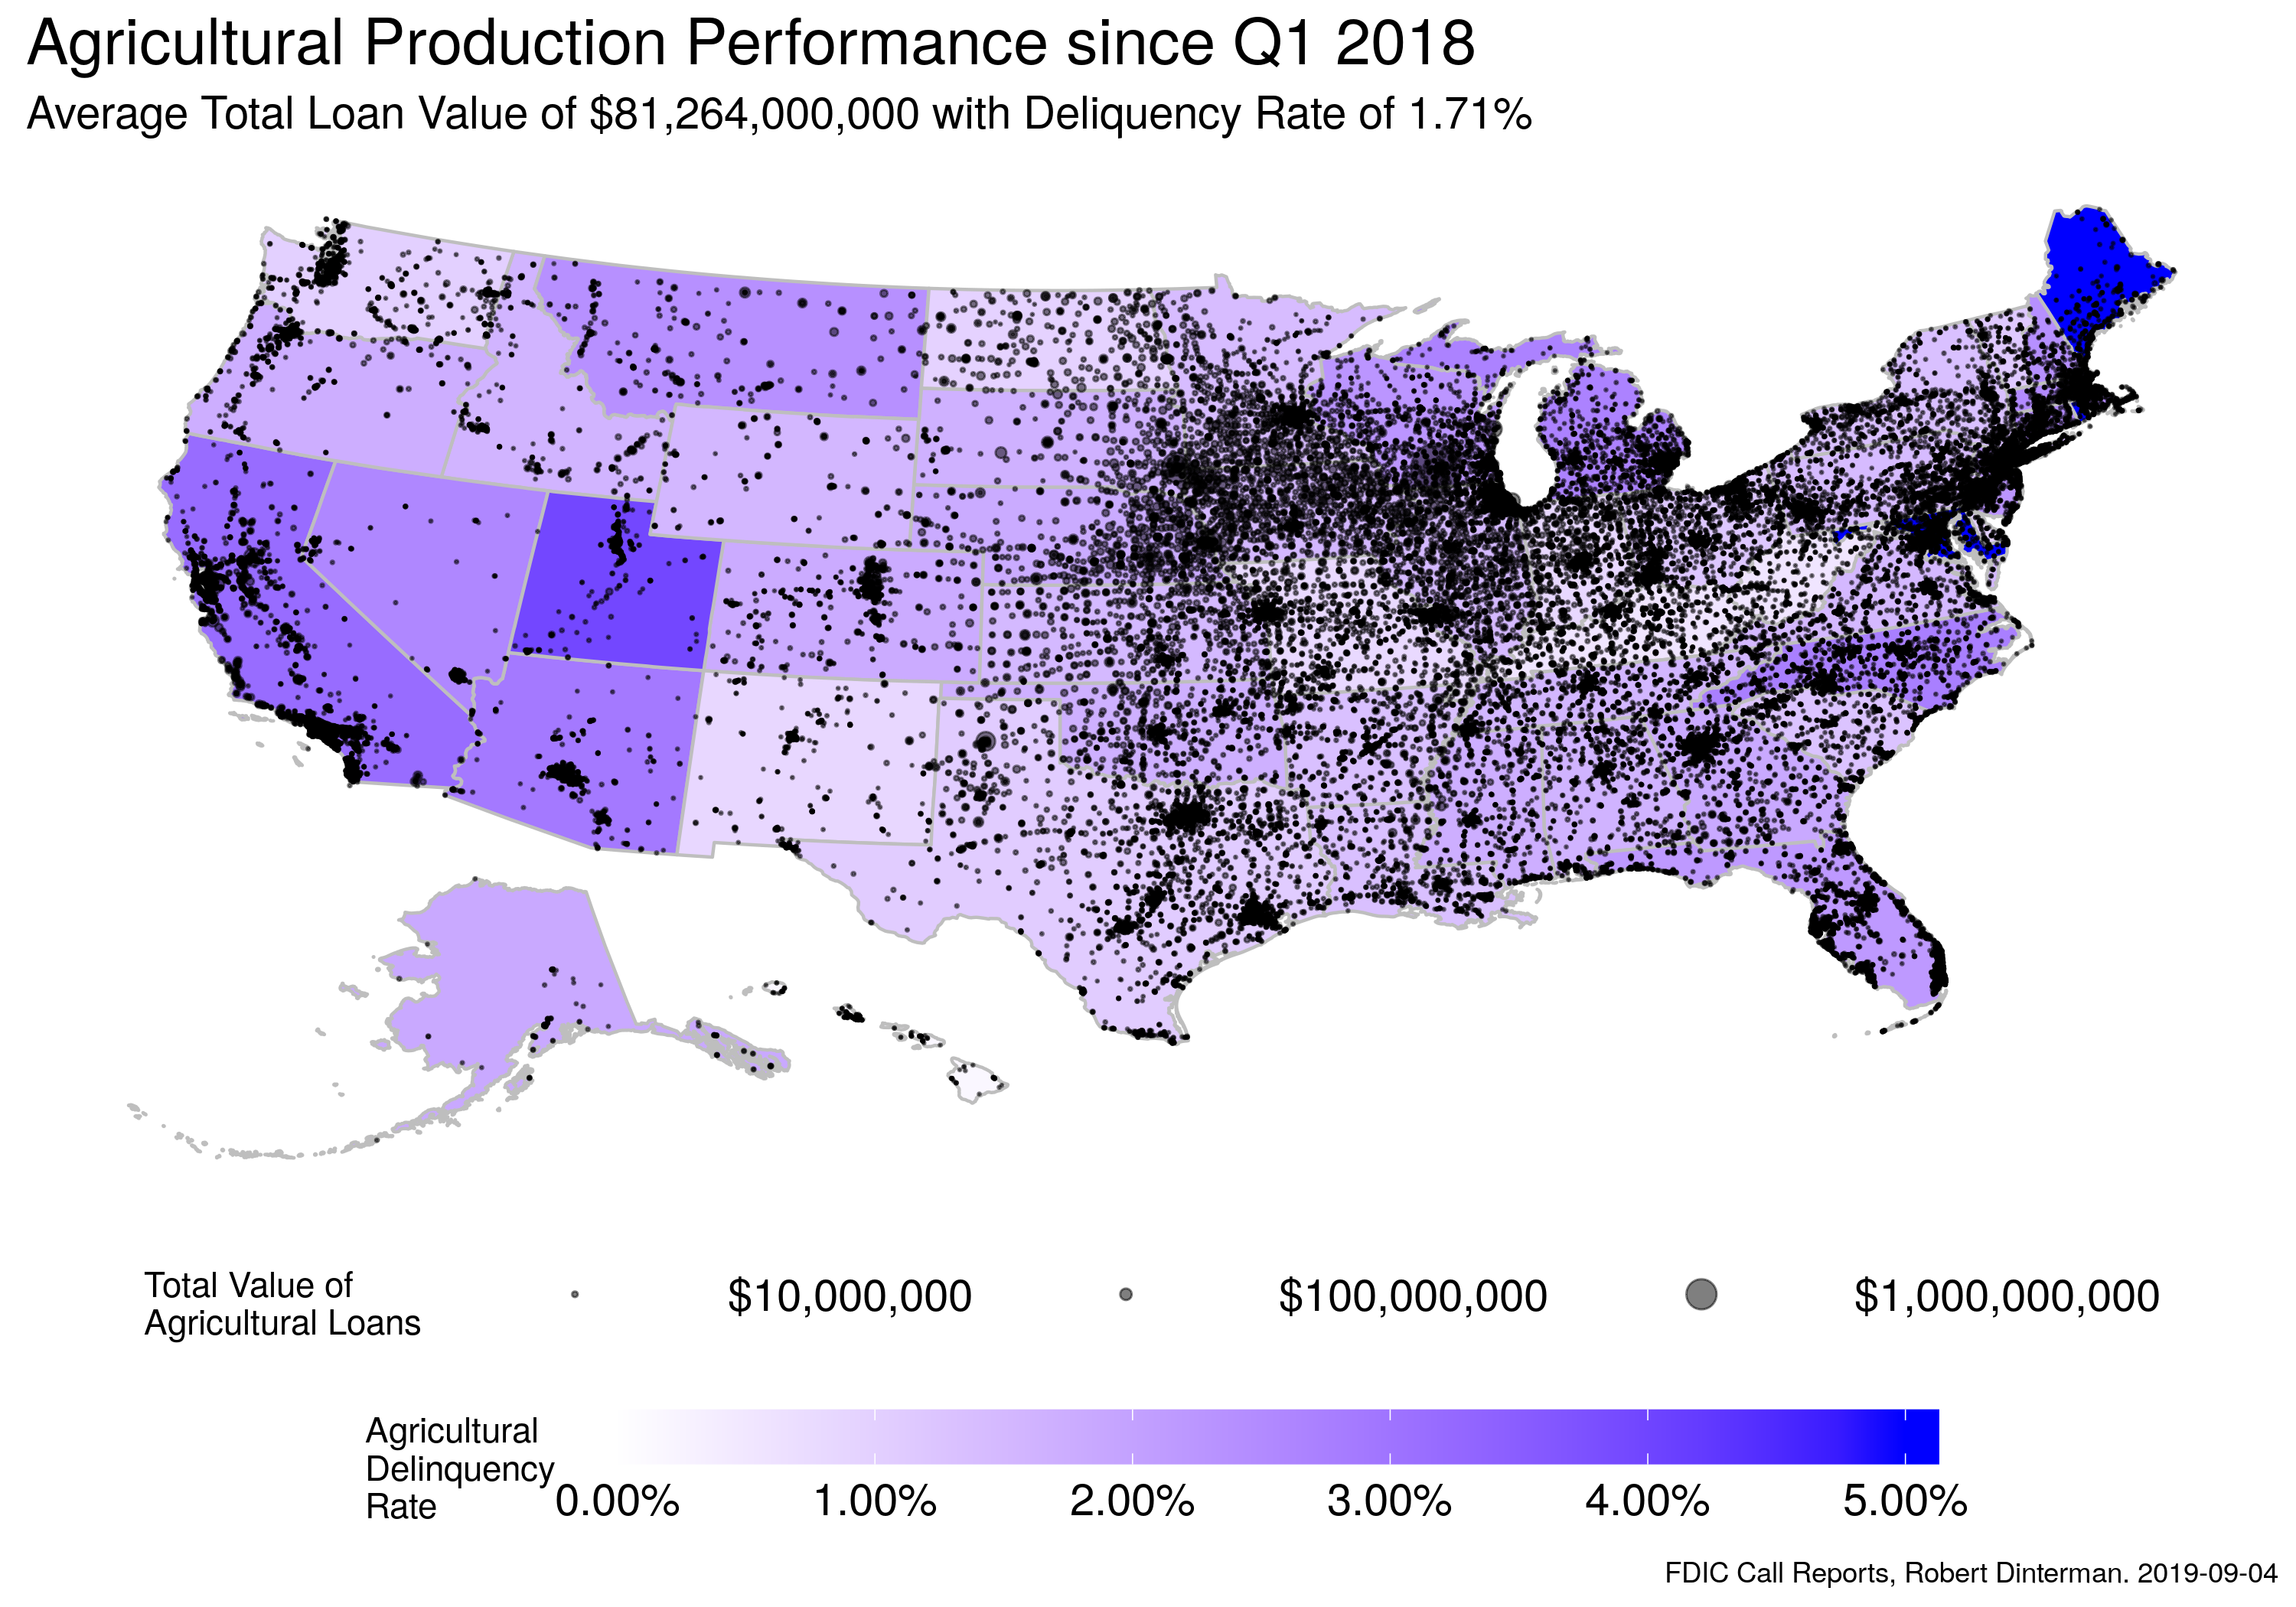 Agricultural Production Performance since Q1 2018
Average Total Loan Value of $81,264,000,000 with Deliquency Rate of 1.71%
Total Value of
Agricultural Loans
$10,000,000
$100,000,000
$1,000,000,000
Agricultural
Delinquency
Rate
0.00%
1.00%
2.00%
3.00%
4.00%
5.00%
FDIC Call Reports, Robert Dinterman. 2019-09-04